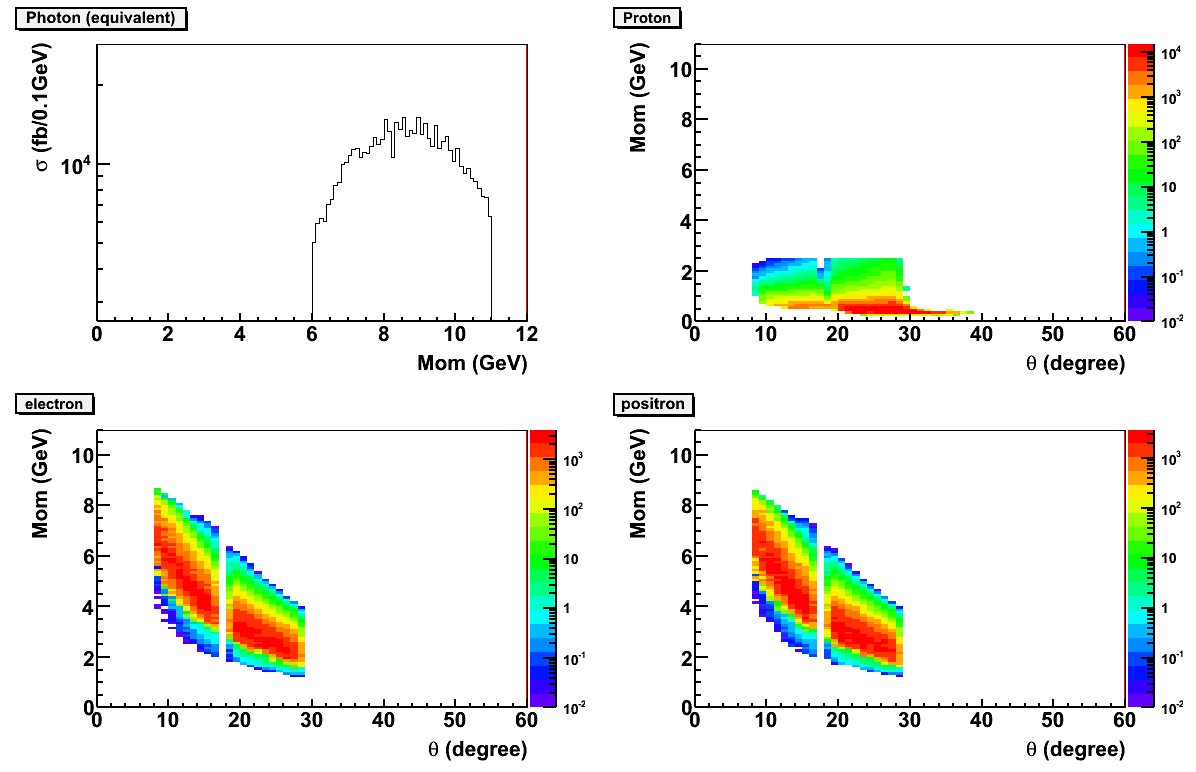 Photon (equivalent)
σ (fb/0.1GeV)
10⁴
0 2 4 6 8 10 12
Mom (GeV)
Proton
Mom (GeV)
10
8
6
4
2
0
0 10 20 30 40 50 60
θ (degree)
10⁴
10³
10²
10
1
10⁻¹
10⁻²
electron
Mom (GeV)
10
8
6
4
2
0
0 10 20 30 40 50 60
θ (degree)
10³
10²
10
1
10⁻¹
10⁻²
positron
Mom (GeV)
10
8
6
4
2
0
0 10 20 30 40 50 60
θ (degree)
10³
10²
10
1
10⁻¹
10⁻²